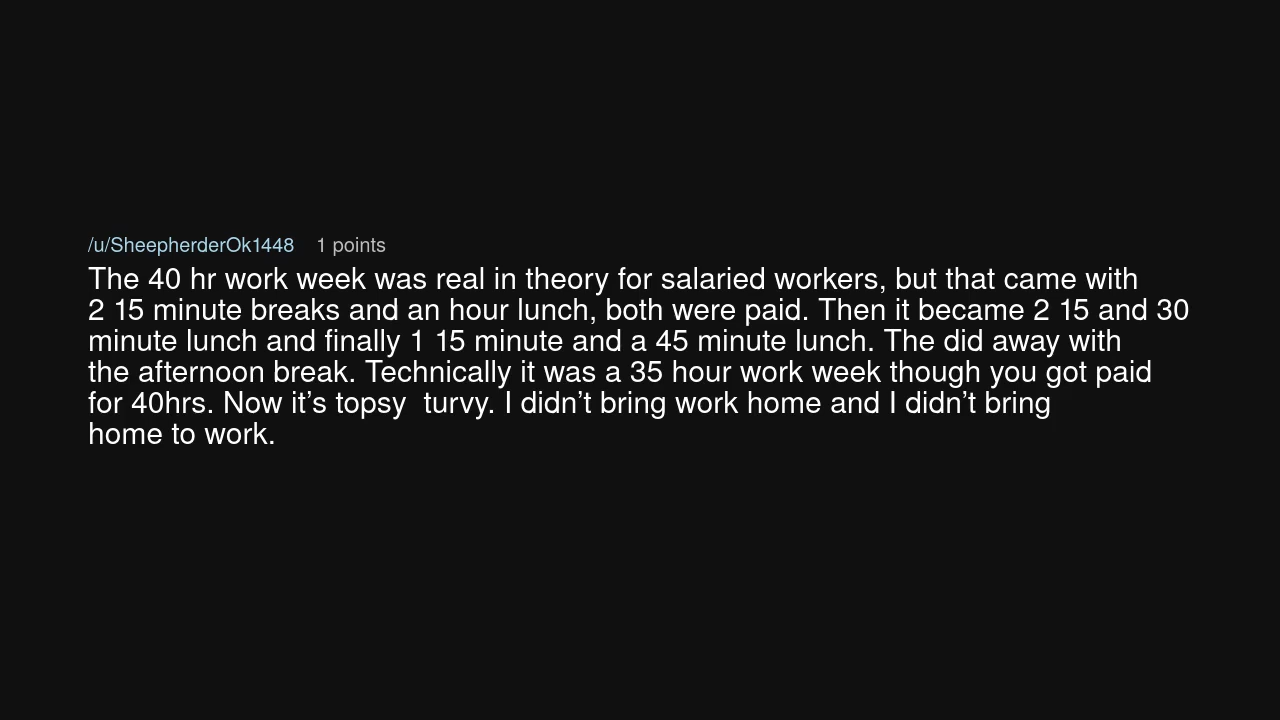 /u/SheepherderOk1448 1 points
The 40 hr work week was real in theory for salaried workers, but that came with
2 15 minute breaks and an hour lunch, both were paid. Then it became 2 15 and 30
minute lunch and finally 1 15 minute and a 45 minute lunch. The did away with
the afternoon break. Technically it was a 35 hour work week though you got paid
for 40hrs. Now it’s topsy  turvy. I didn’t bring work home and I didn’t bring
home to work.